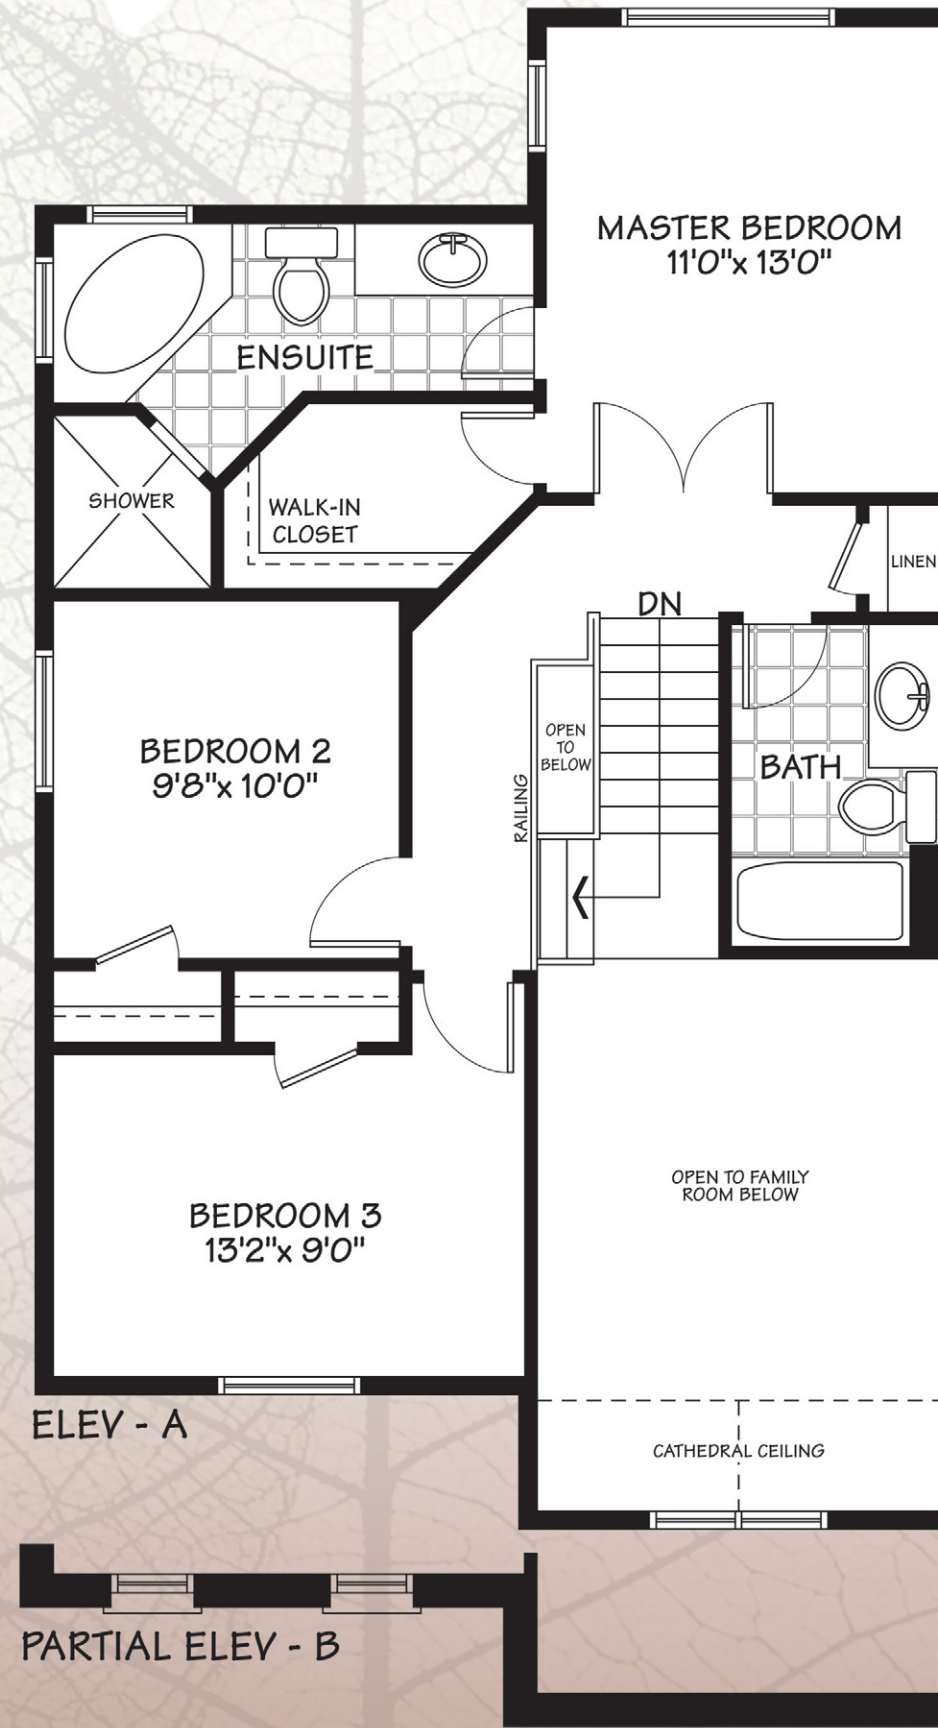 MASTER BEDROOM
11'0"x 13'0"
ENSUITE
SHOWER
WALK-IN
CLOSET
LINEN
DN
OPEN
TO
BELOW
RAILING
BEDROOM 2
9'8"x 10'0"
BATH
OPEN TO FAMILY
ROOM BELOW
BEDROOM 3
13'2"x 9'0"
ELEV - A
CATHEDRAL CEILING
PARTIAL ELEV - B